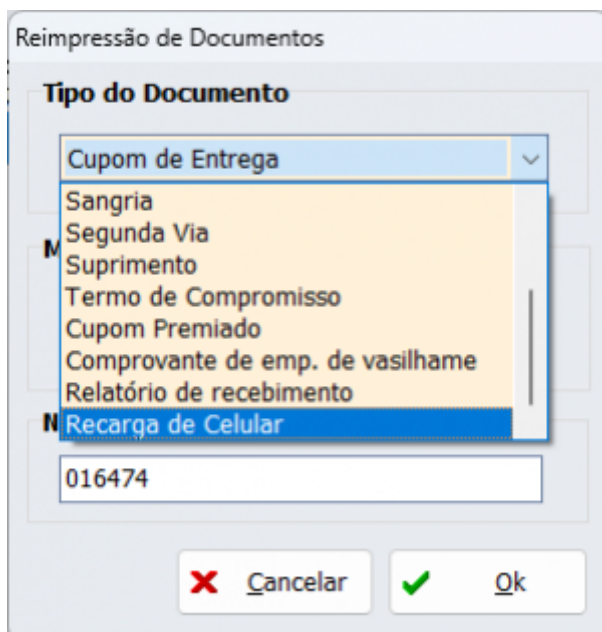 Reimpressão de Documentos
Tipo do Documento
Cupom de Entrega
Sangria
Segunda Via
Suprimento
Termo de Compromisso
Cupom Premiado
Comprovante de emp. de vasilhame
Relatório de recebimento
Recarga de Celular
016474
Cancelar
Ok